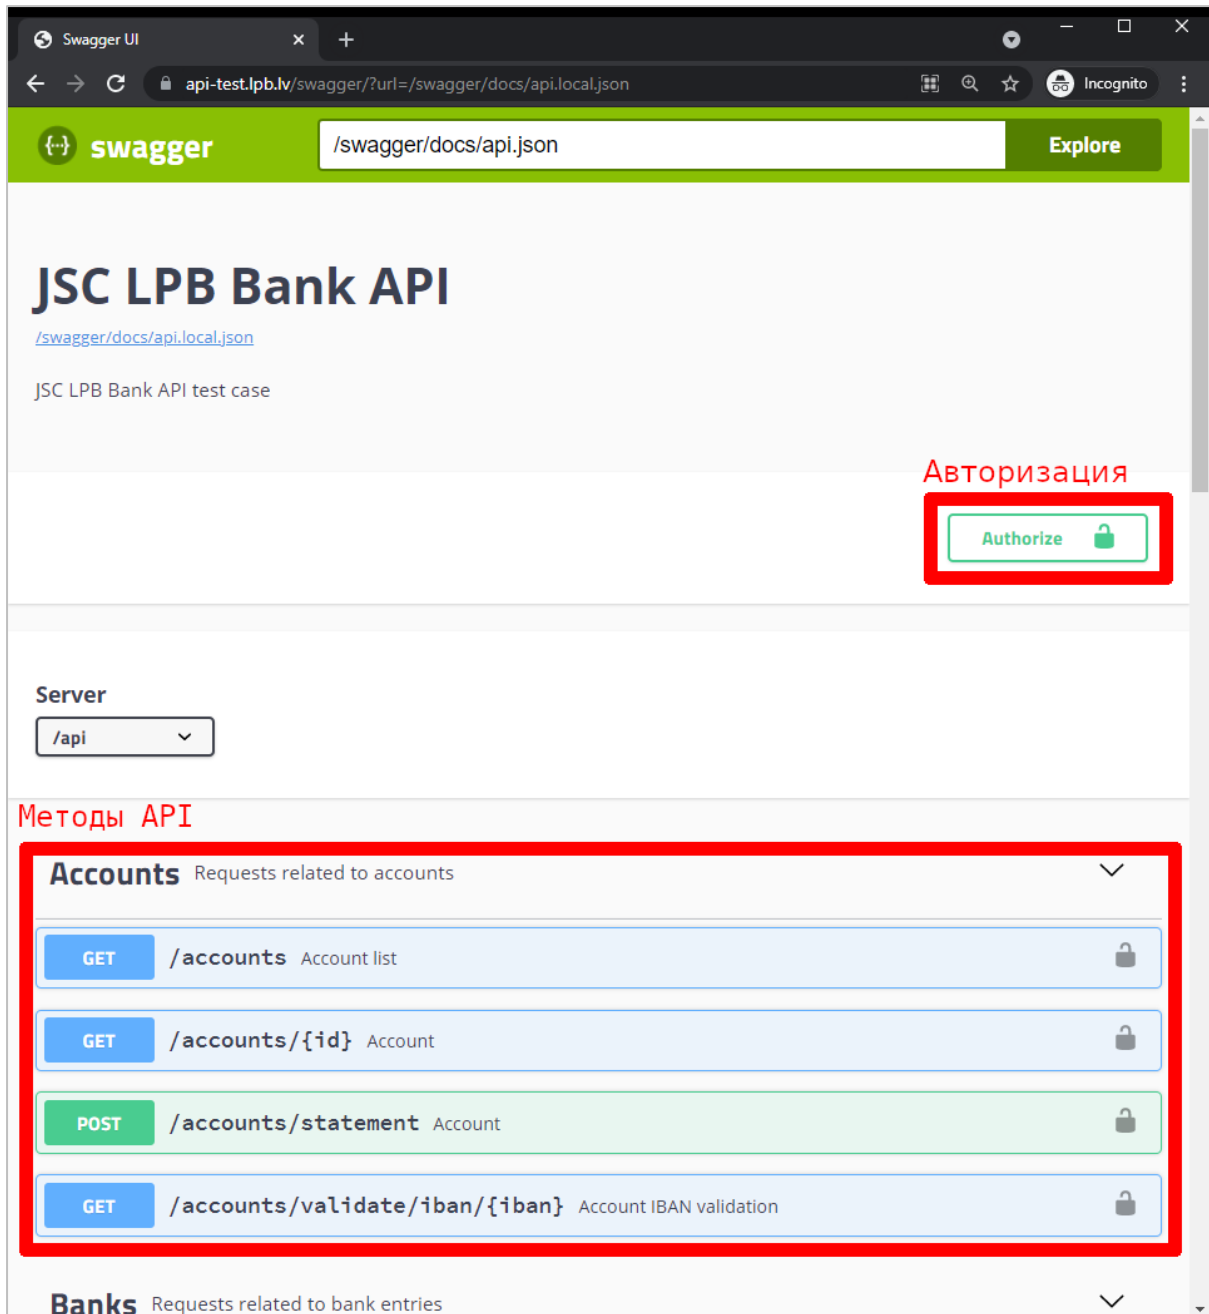 Swagger UI
api-test.lpb.lv/swagger/?url=/swagger/docs/api.local.json
Incognito
swagger
/swagger/docs/api.json
Explore
JSC LPB Bank API
/swagger/docs/api.local.json
JSC LPB Bank API test case
Авторизация
Authorize
Server
/api
Методы API
Accounts Requests related to accounts
GET /accounts Account list
GET /accounts/{id} Account
POST /accounts/statement Account
GET /accounts/validate/iban/{iban} Account IBAN validation
Banks Requests related to bank entries